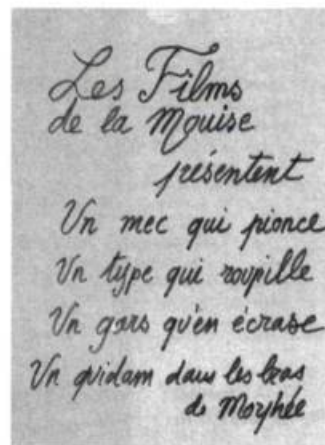 Les Films
de la Mouise
présentent
Un mec qui pionce
Un type qui roupille
Un gars qu'en écrase
Un quidam dans les bras
de Morphée